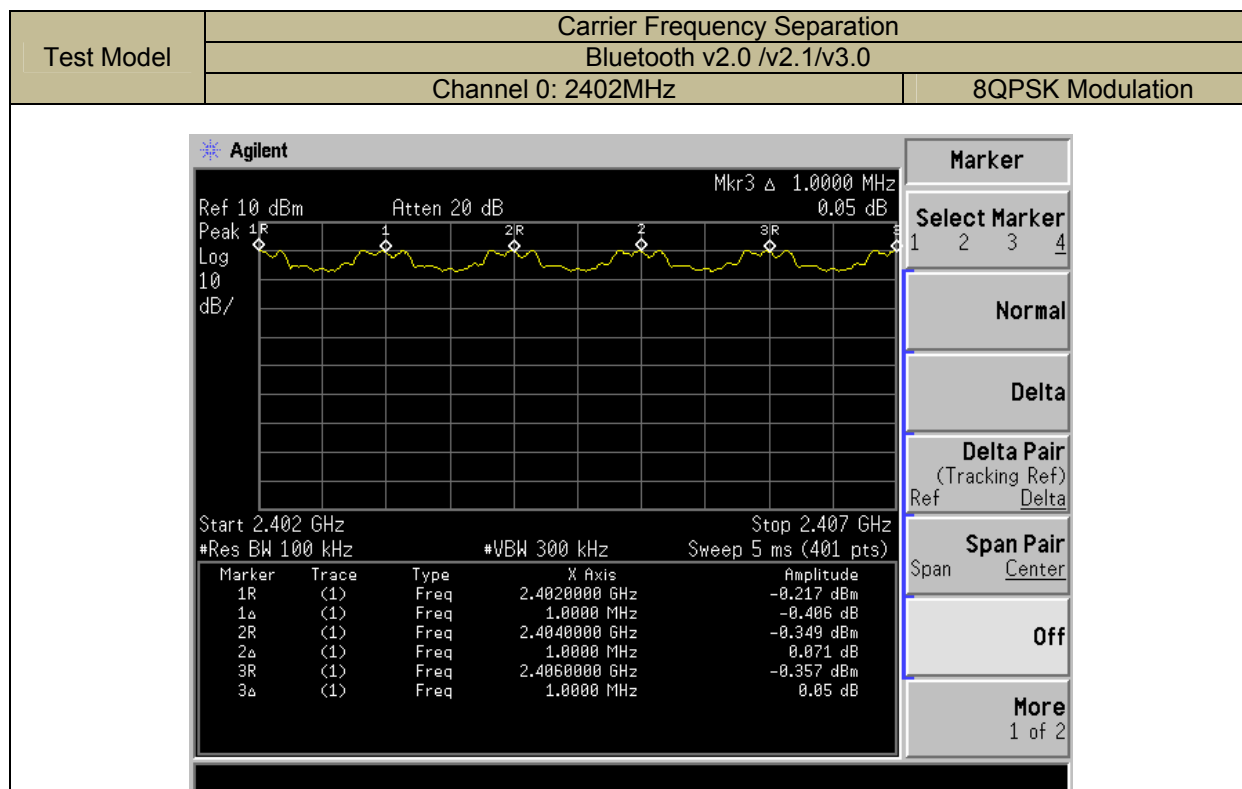 Test Model
Carrier Frequency Separation
Bluetooth v2.0 /v2.1/v3.0
Channel 0: 2402MHz 8QPSK Modulation
Agilent
Mkr3 Δ 1.0000 MHz
Ref 10 dBm Atten 20 dB 0.05 dB
Peak
Log
10
dB/
1R 1 2R 2 3R
Start 2.402 GHz Stop 2.407 GHz
#Res BW 100 kHz #VBW 300 kHz Sweep 5 ms (401 pts)
Marker Trace Type X Axis Amplitude
1R (1) Freq 2.4020000 GHz -0.217 dBm
1Δ (1) Freq 1.0000 MHz -0.406 dB
2R (1) Freq 2.4040000 GHz -0.349 dBm
2Δ (1) Freq 1.0000 MHz 0.071 dB
3R (1) Freq 2.4060000 GHz -0.357 dBm
3Δ (1) Freq 1.0000 MHz 0.05 dB
Marker
Select Marker
1 2 3 4
Normal
Delta
Delta Pair
(Tracking Ref)
Ref Delta
Span Pair
Span Center
Off
More
1 of 2